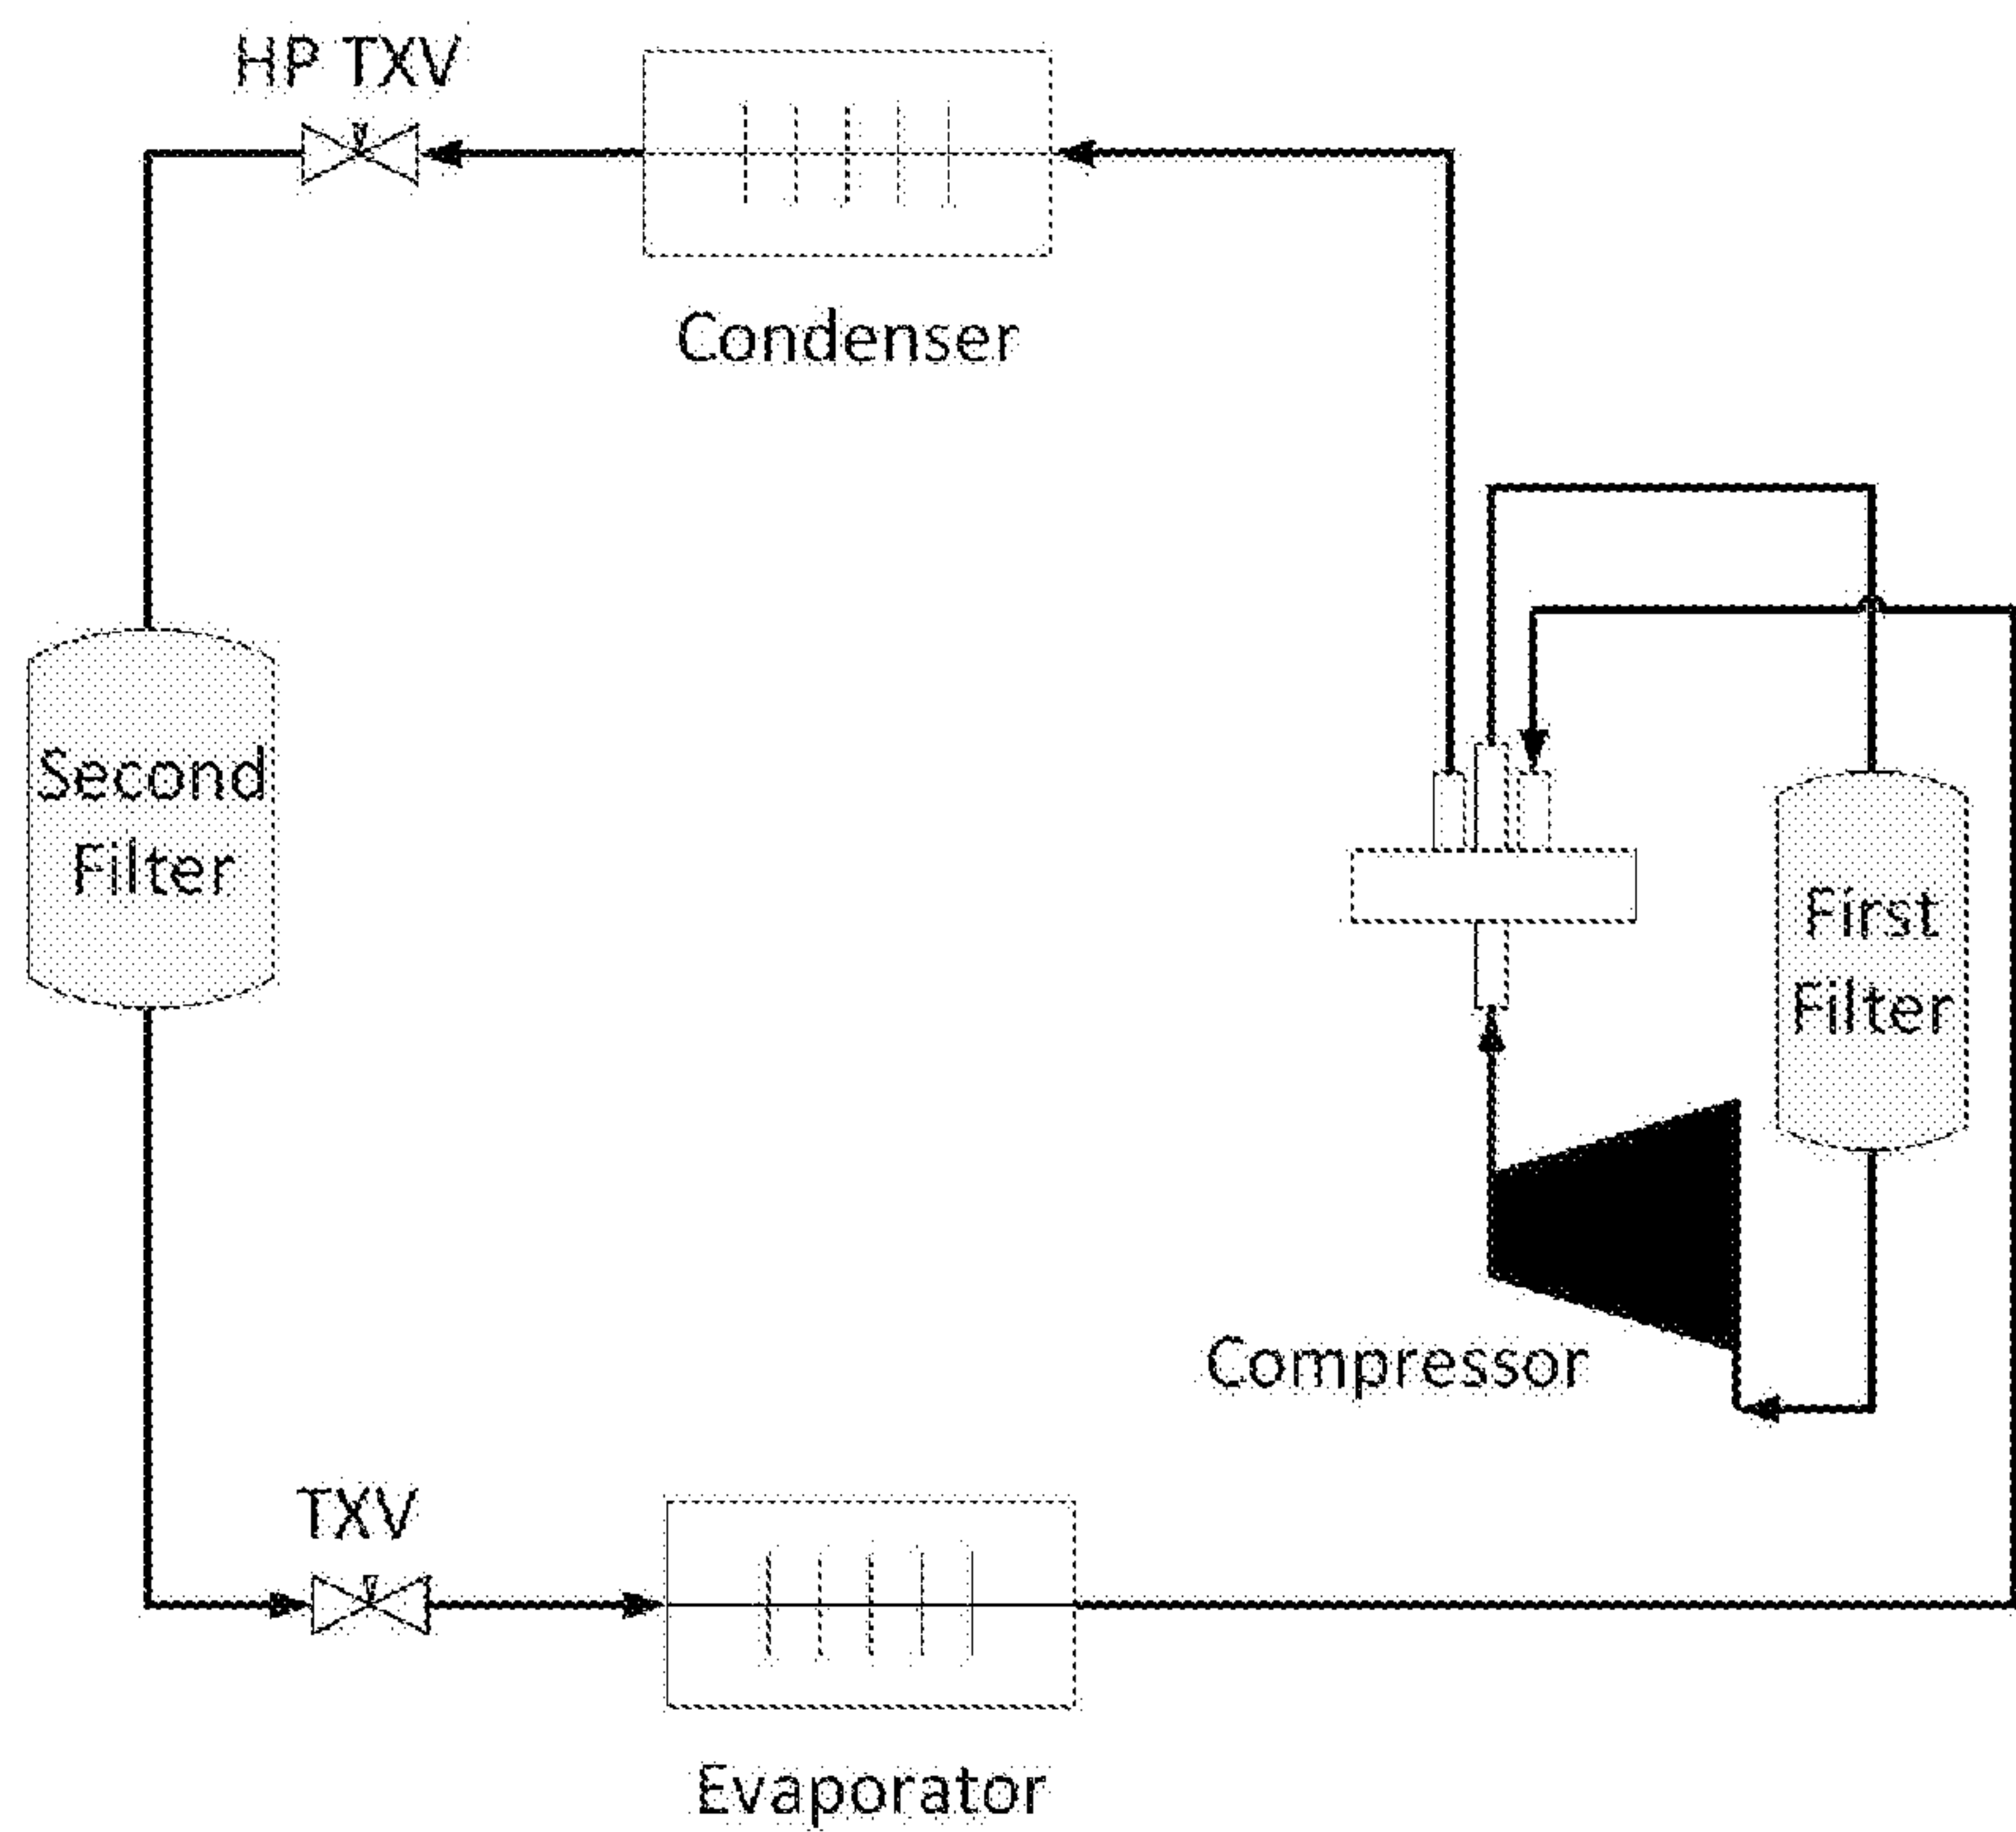 HP TXV
Condenser
Second
Filter
First
Filter
Compressor
TXV
Evaporator